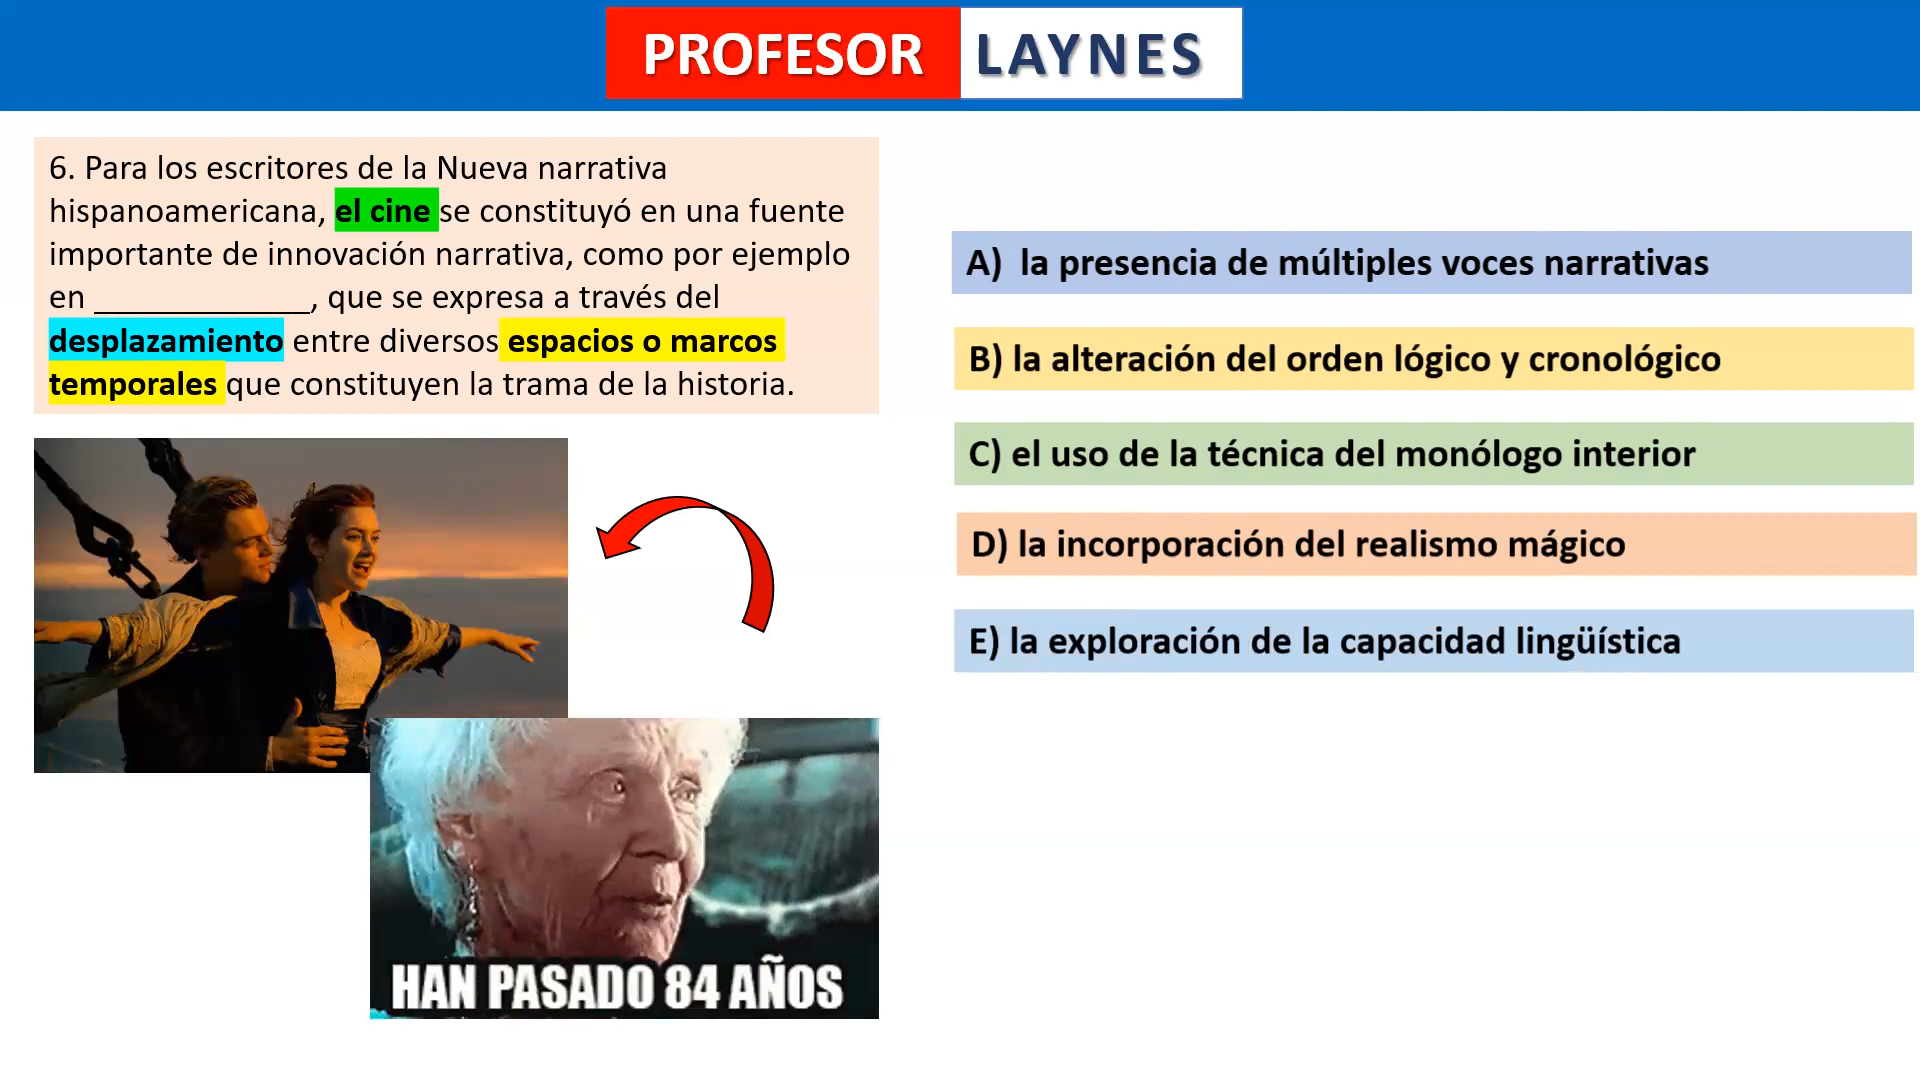 PROFESOR LAYNES
6. Para los escritores de la Nueva narrativa
hispanoamericana, el cine se constituyó en una fuente
importante de innovación narrativa, como por ejemplo
en ____________, que se expresa a través del
desplazamiento entre diversos espacios o marcos
temporales que constituyen la trama de la historia.
A) la presencia de múltiples voces narrativas
B) la alteración del orden lógico y cronológico
C) el uso de la técnica del monólogo interior
D) la incorporación del realismo mágico
E) la exploración de la capacidad lingüística
HAN PASADO 84 AÑOS